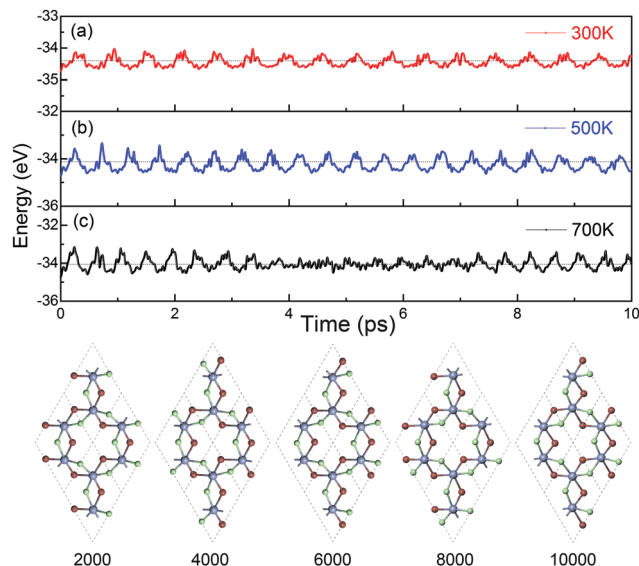 -33
(a)
300K
-34
-35
-32
(b)
500K
-34
-36
(c)
700K
-32
-34
-36
Energy (eV)
0 2 4 6 8 10
Time (ps)
2000 4000 6000 8000 10000